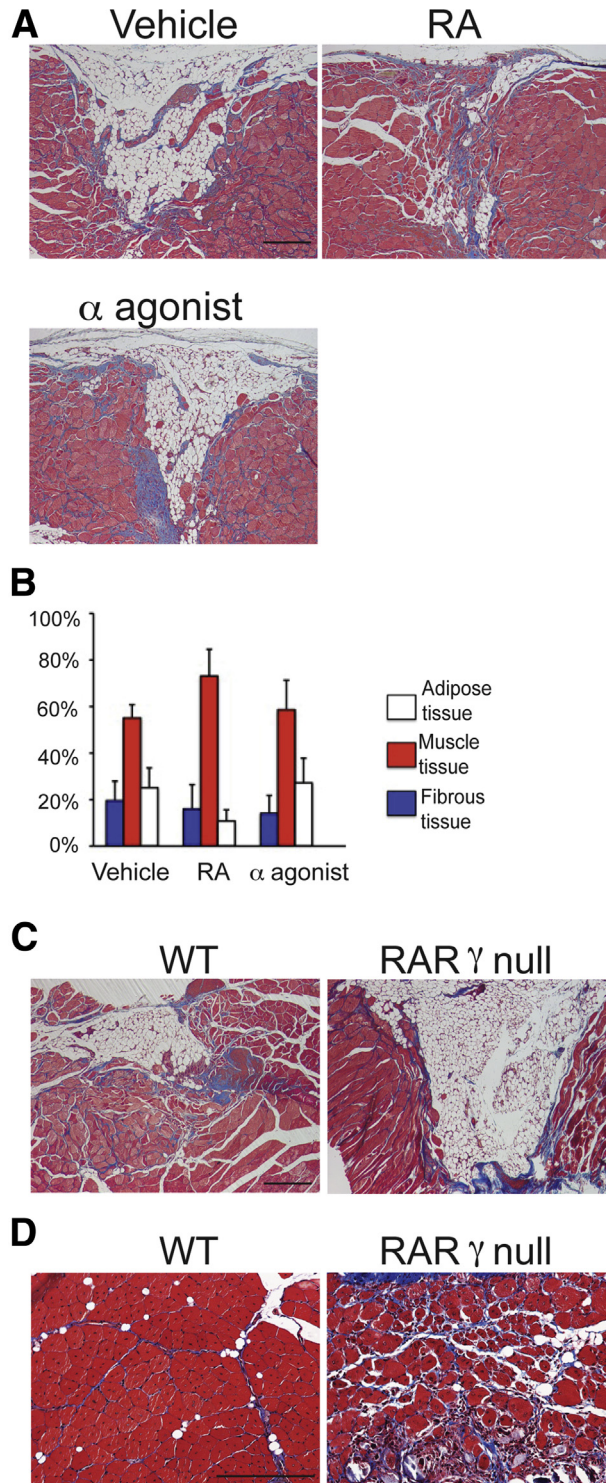 A
Vehicle
RA
α agonist
B
100%
80%
60%
40%
20%
0%
Vehicle
RA
α agonist
Adipose
tissue
Muscle
tissue
Fibrous
tissue
C
WT
RAR γ null
D
WT
RAR γ null